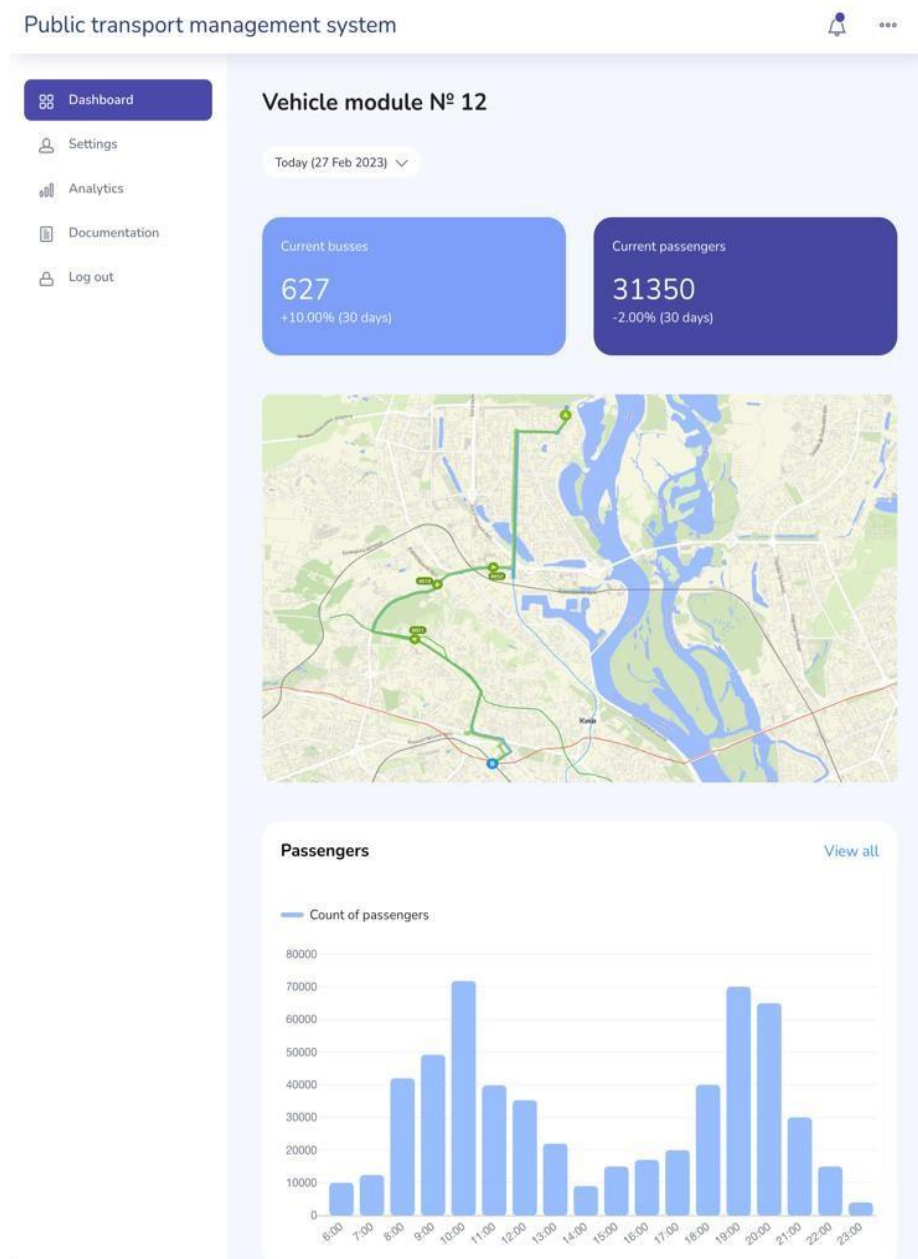 Public transport management system
Dashboard
Settings
Analytics
Documentation
Log out
Vehicle module № 12
Today (27 Feb 2023)
Current busses
627
+10.00% (30 days)
Current passengers
31350
-2.00% (30 days)
A
Київ
B
Passengers
View all
Count of passengers
80000
70000
60000
50000
40000
30000
20000
10000
0
6:00 7:00 8:00 9:00 10:00 11:00 12:00 13:00 14:00 15:00 16:00 17:00 18:00 19:00 20:00 21:00 22:00 23:00